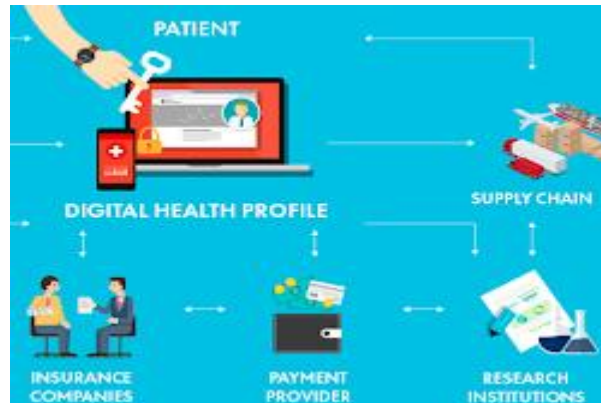 PATIENT
DIGITAL HEALTH PROFILE
SUPPLY CHAIN
INSURANCE
COMPANIES
PAYMENT
PROVIDER
RESEARCH
INSTITUTIONS